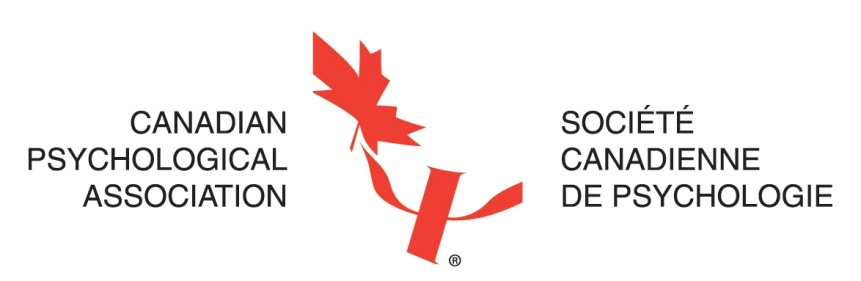 CANADIAN
PSYCHOLOGICAL
ASSOCIATION
®
SOCIÉTÉ
CANADIENNE
DE PSYCHOLOGIE